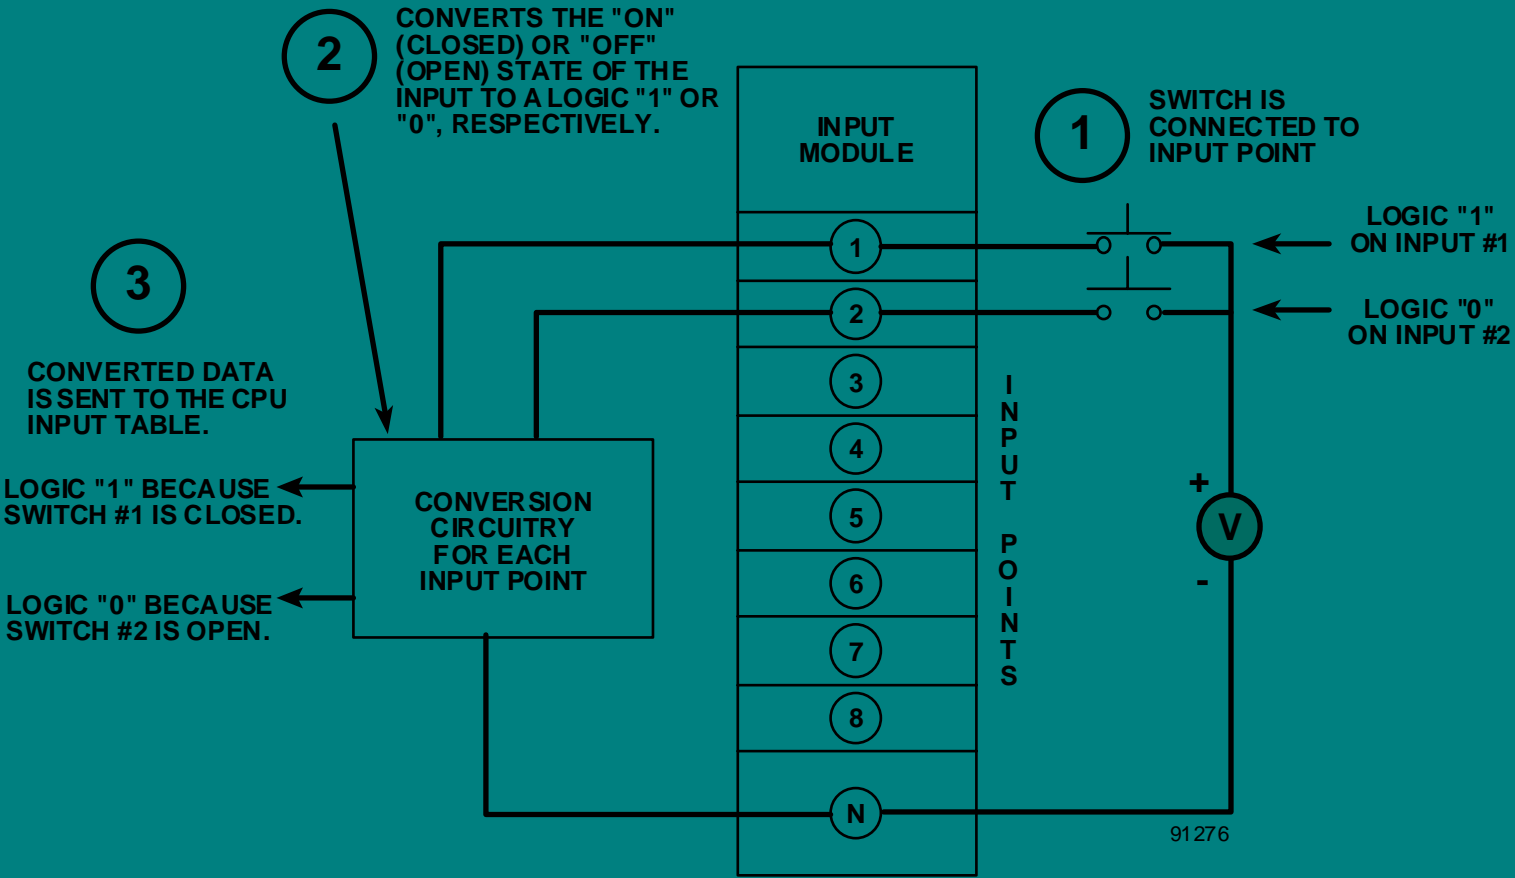 2
CONVERTS THE "ON"
(CLOSED) OR "OFF"
(OPEN) STATE OF THE
INPUT TO A LOGIC "1" OR
"0", RESPECTIVELY.
INPUT
MODULE
1
SWITCH IS
CONNECTED TO
INPUT POINT
LOGIC "1"
ON INPUT #1
LOGIC "0"
ON INPUT #2
3
CONVERTED DATA
IS SENT TO THE CPU
INPUT TABLE.
LOGIC "1" BECAUSE
SWITCH #1 IS CLOSED.
LOGIC "0" BECAUSE
SWITCH #2 IS OPEN.
CONVERSION
CIRCUITRY
FOR EACH
INPUT POINT
1
2
3
4
5
6
7
8
N
INPUT POINTS
+
V
-
91276